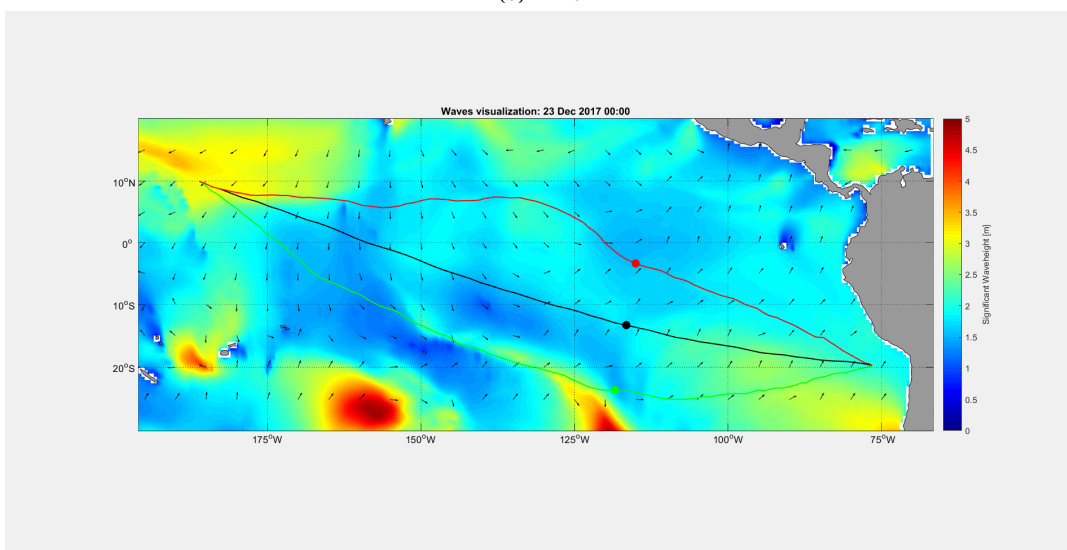 Waves visualization: 23 Dec 2017 00:00
10°N
0°
10°S
20°S
175°W
150°W
125°W
100°W
75°W
5
4.5
4
3.5
3
2.5
2
1.5
1
0.5
0
Significant Waveheight [m]